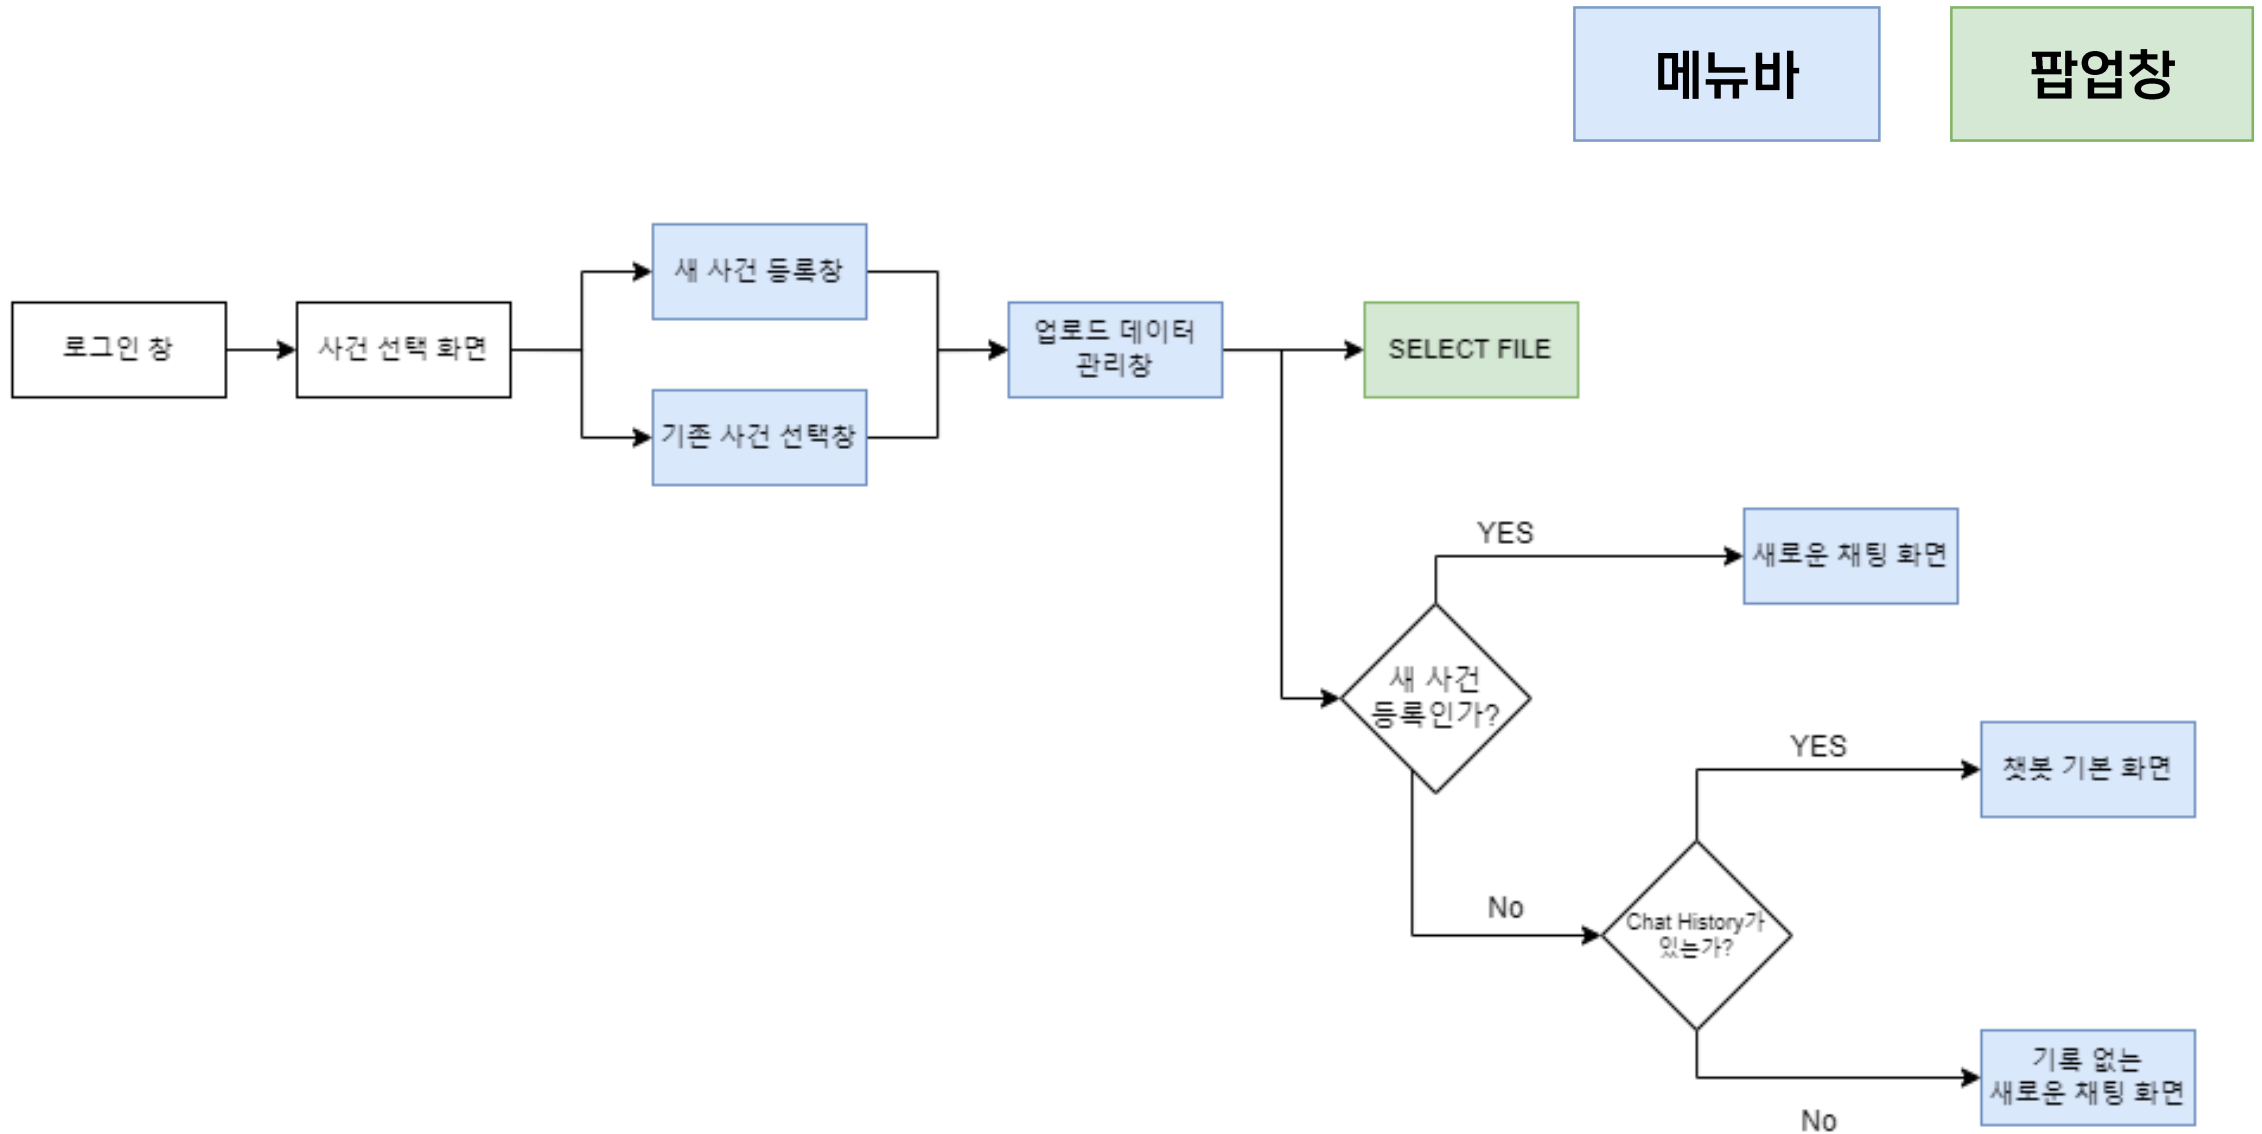 메뉴바
팝업창
로그인 창
사건 선택 화면
새 사건 등록창
기존 사건 선택창
업로드 데이터
관리창
SELECT FILE
YES
새로운 채팅 화면
새 사건
등록인가?
No
YES
챗봇 기본 화면
Chat History가
있는가?
No
기록 없는
새로운 채팅 화면